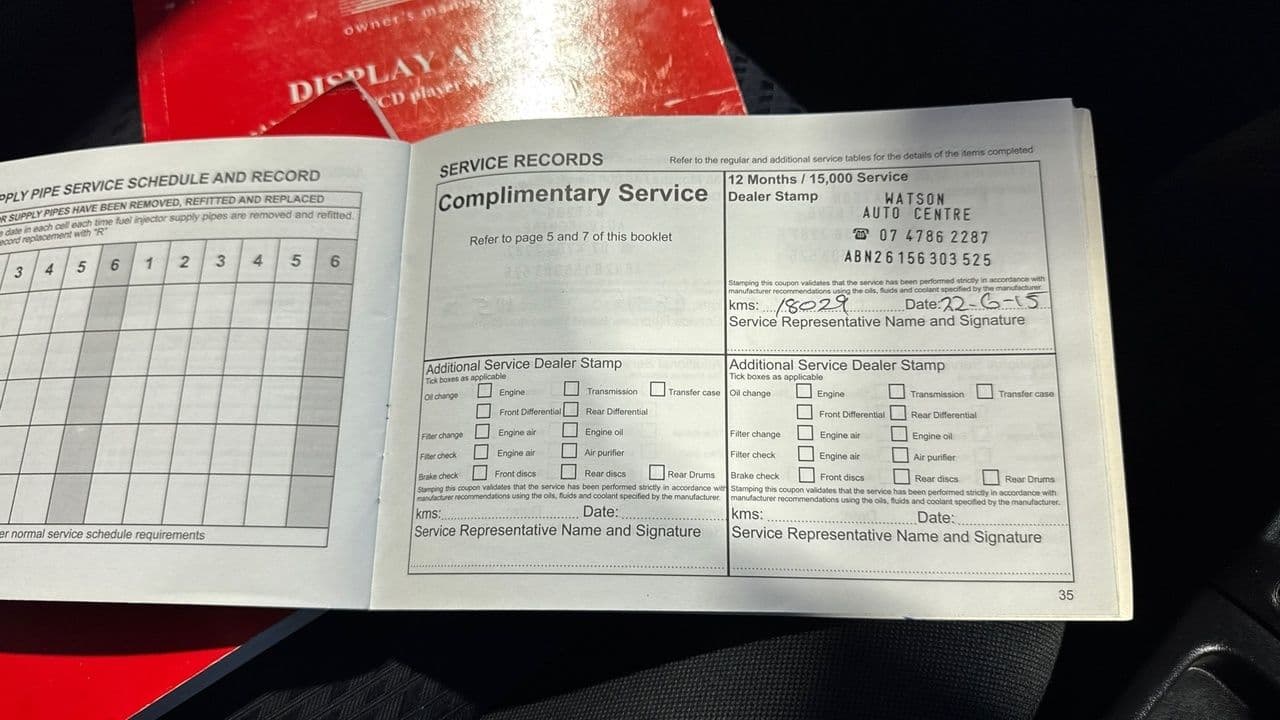 owner's
DISPLAY
CD player
PPLY PIPE SERVICE SCHEDULE AND RECORD
R SUPPLY PIPES HAVE BEEN REMOVED, REFITTED AND REPLACED
date in each cell each time fuel injector supply pipes are removed and refitted.
ecord replacement with "R"
3 4 5 6 1 2 3 4 5 6
er normal service schedule requirements
SERVICE RECORDS
Refer to the regular and additional service tables for the details of the items completed
Complimentary Service
Refer to page 5 and 7 of this booklet
12 Months / 15,000 Service
Dealer Stamp
WATSON
AUTO CENTRE
☎ 07 4786 2287
ABN26 156 303 525
Stamping this coupon validates that the service has been performed strictly in accordance with
manufacturer recommendations using the oils, fluids and coolant specified by the manufacturer.
kms: 18029 Date: 22-6-15
Service Representative Name and Signature
Additional Service Dealer Stamp
Tick boxes as applicable
Oil change Engine Transmission Transfer case
Front Differential Rear Differential
Filter change Engine air Engine oil
Filter check Engine air Air purifier
Brake check Front discs Rear discs Rear Drums
Stamping this coupon validates that the service has been performed strictly in accordance with
manufacturer recommendations using the oils, fluids and coolant specified by the manufacturer.
kms: Date:
Service Representative Name and Signature
Additional Service Dealer Stamp
Tick boxes as applicable
Oil change Engine Transmission Transfer case
Front Differential Rear Differential
Filter change Engine air Engine oil
Filter check Engine air Air purifier
Brake check Front discs Rear discs Rear Drums
Stamping this coupon validates that the service has been performed strictly in accordance with
manufacturer recommendations using the oils, fluids and coolant specified by the manufacturer.
kms: Date:
Service Representative Name and Signature
35